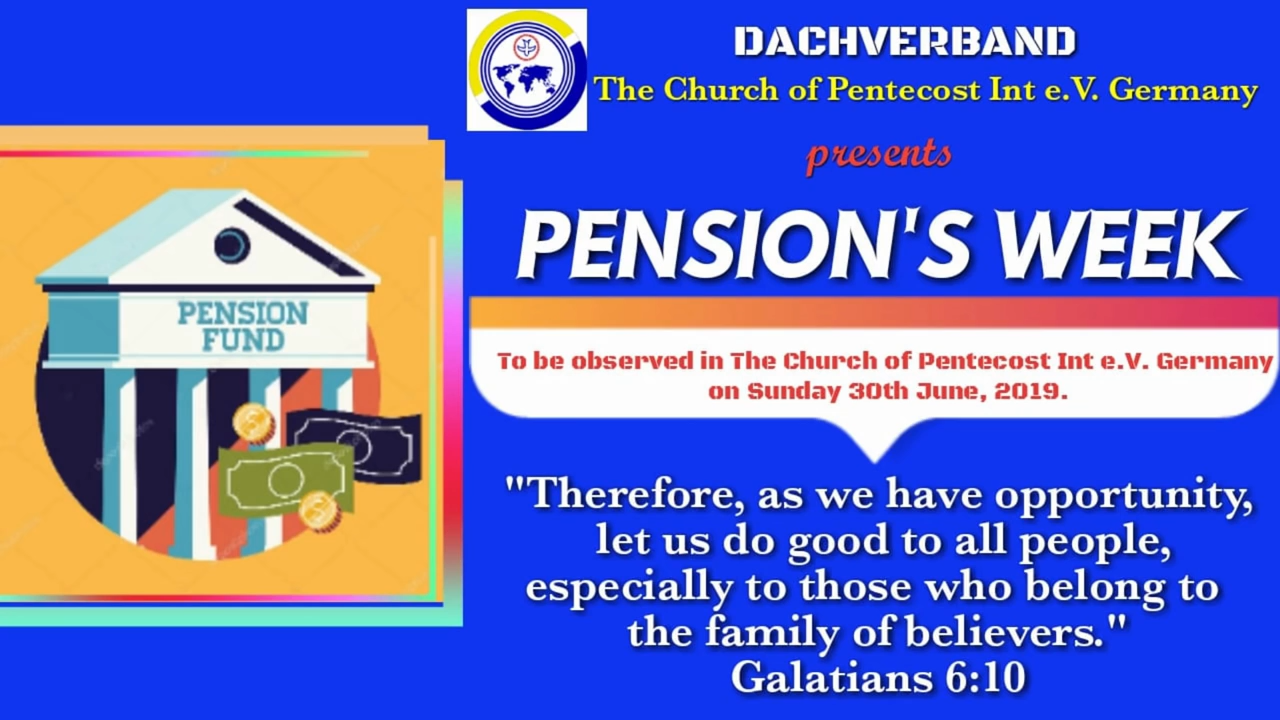 DACHVERBAND
The Church of Pentecost Int e.V. Germany
presents
PENSION'S WEEK
PENSION
FUND
To be observed in The Church of Pentecost Int e.V. Germany
on Sunday 30th June, 2019.
"Therefore, as we have opportunity,
let us do good to all people,
especially to those who belong to
the family of believers."
Galatians 6:10